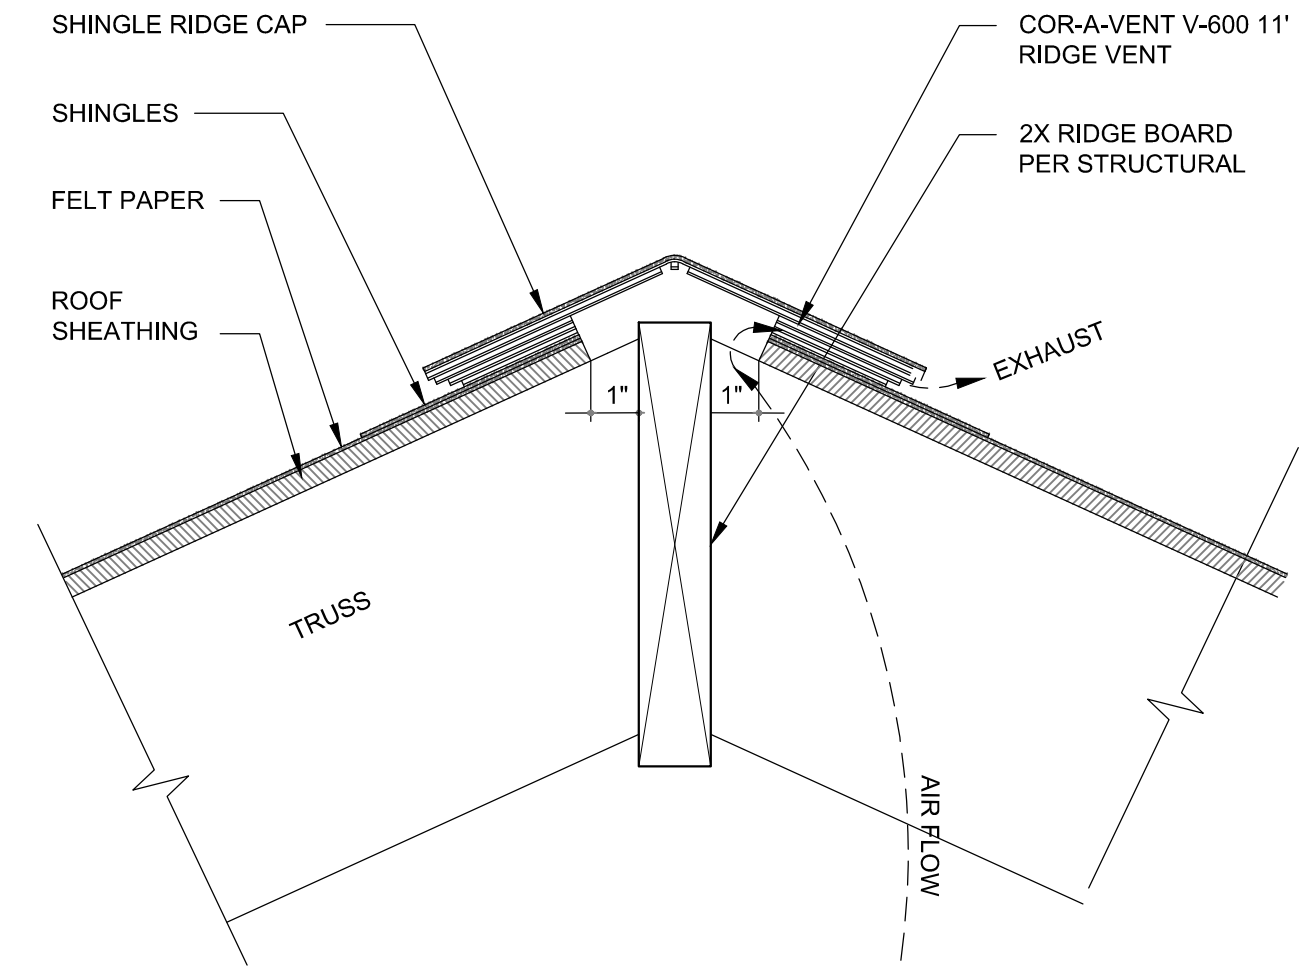 SHINGLE RIDGE CAP
SHINGLES
FELT PAPER
ROOF
SHEATHING
COR-A-VENT V-600 11'
RIDGE VENT
2X RIDGE BOARD
PER STRUCTURAL
EXHAUST
1"
1"
TRUSS
AIR FLOW